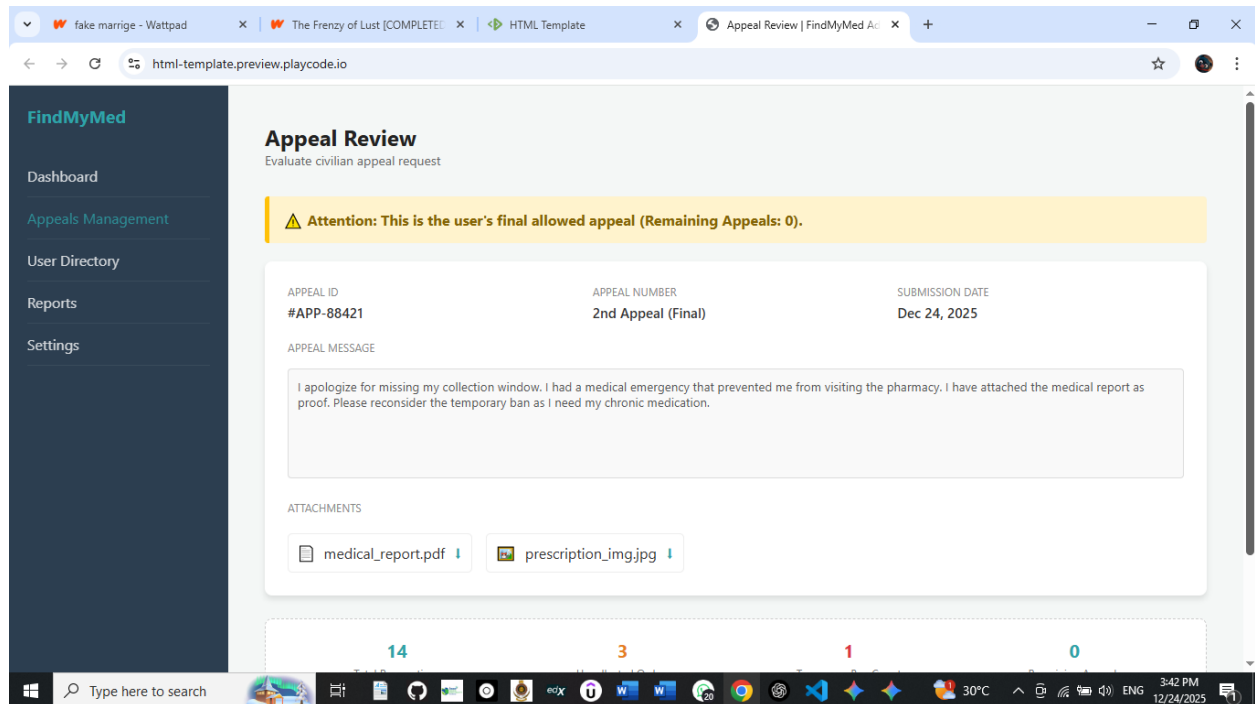 fake marrige - Wattpad
The Frenzy of Lust [COMPLETED
HTML Template
Appeal Review | FindMyMed Ad
html-template.preview.playcode.io
FindMyMed
Dashboard
Appeals Management
User Directory
Reports
Settings
Appeal Review
Evaluate civilian appeal request
Attention: This is the user's final allowed appeal (Remaining Appeals: 0).
APPEAL ID
#APP-88421
APPEAL NUMBER
2nd Appeal (Final)
SUBMISSION DATE
Dec 24, 2025
APPEAL MESSAGE
I apologize for missing my collection window. I had a medical emergency that prevented me from visiting the pharmacy. I have attached the medical report as
proof. Please reconsider the temporary ban as I need my chronic medication.
ATTACHMENTS
medical_report.pdf
prescription_img.jpg
14
3
1
0
Type here to search
edX
20
30°C
ENG
3:42 PM
12/24/2025